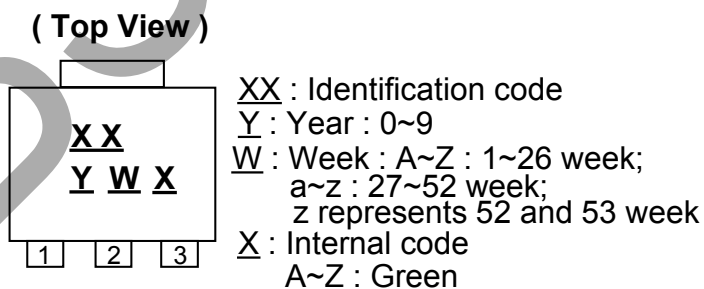 ( Top View )
X X
Y W X
1 2 3
XX : Identification code
Y : Year : 0~9
W : Week : A~Z : 1~26 week;
a~z : 27~52 week;
z represents 52 and 53 week
X : Internal code
A~Z : Green